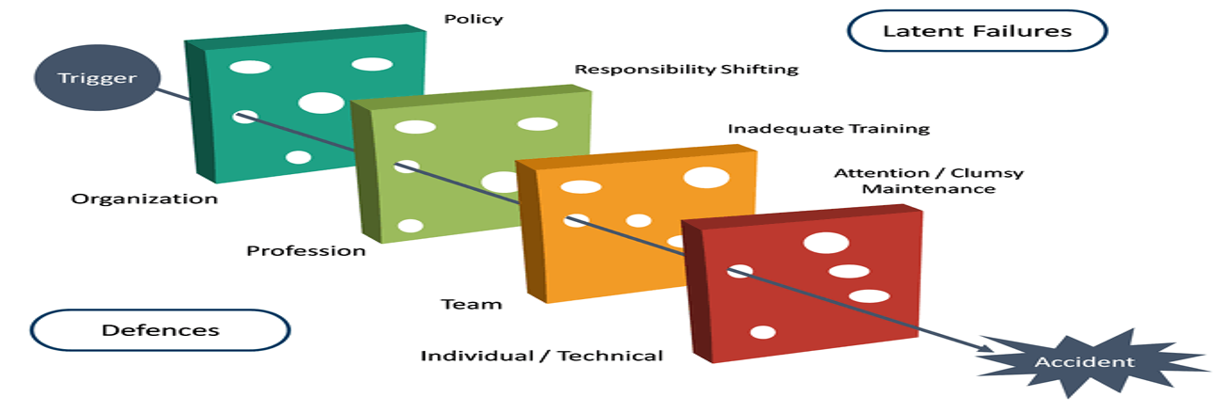 Policy
Latent Failures
Trigger
Responsibility Shifting
Inadequate Training
Attention / Clumsy
Maintenance
Organization
Profession
Team
Defences
Individual / Technical
Accident